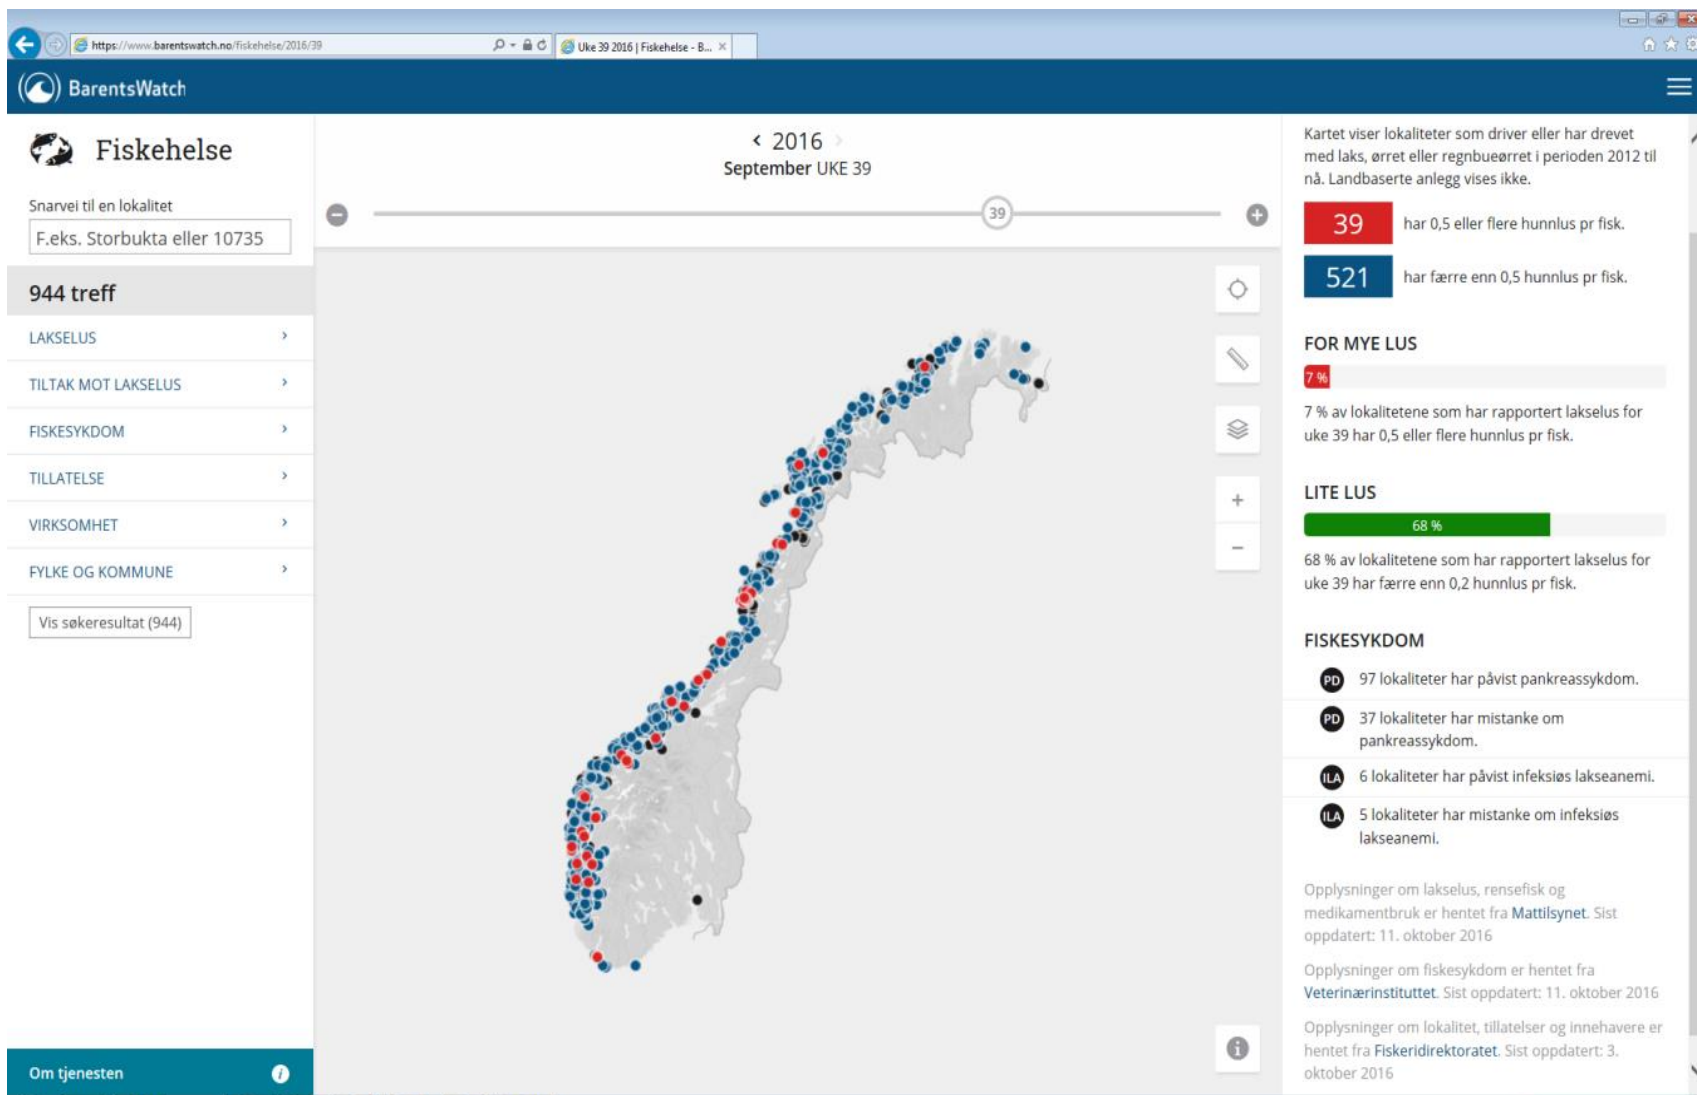 https://www.barentswatch.no/fiskehelse/2016/39
Uke 39 2016 | Fiskehelse - B...
BarentsWatch
Fiskehelse
Snarvei til en lokalitet
F.eks. Storbukta eller 10735
944 treff
LAKSELUS
TILTAK MOT LAKSELUS
FISKESYKDOM
TILLATELSE
VIRKSOMHET
FYLKE OG KOMMUNE
Vis søkeresultat (944)
Om tjenesten
2016
September UKE 39
39
Kartet viser lokaliteter som driver eller har drevet
med laks, ørret eller regnbueørret i perioden 2012 til
nå. Landbaserte anlegg vises ikke.
39 har 0,5 eller flere hunnlus pr fisk.
521 har færre enn 0,5 hunnlus pr fisk.
FOR MYE LUS
7 %
7 % av lokalitetene som har rapportert lakselus for
uke 39 har 0,5 eller flere hunnlus pr fisk.
LITE LUS
68 %
68 % av lokalitetene som har rapportert lakselus for
uke 39 har færre enn 0,2 hunnlus pr fisk.
FISKESYKDOM
PD 97 lokaliteter har påvist pankreassykdom.
PD 37 lokaliteter har mistanke om
pankreassykdom.
ILA 6 lokaliteter har påvist infeksiøs lakseanemi.
ILA 5 lokaliteter har mistanke om infeksiøs
lakseanemi.
Opplysninger om lakselus, rensefisk og
medikamentbruk er hentet fra Mattilsynet. Sist
oppdatert: 11. oktober 2016
Opplysninger om fiskesykdom er hentet fra
Veterinærinstituttet. Sist oppdatert: 11. oktober 2016
Opplysninger om lokalitet, tillatelser og innehavere er
hentet fra Fiskeridirektoratet. Sist oppdatert: 3.
oktober 2016